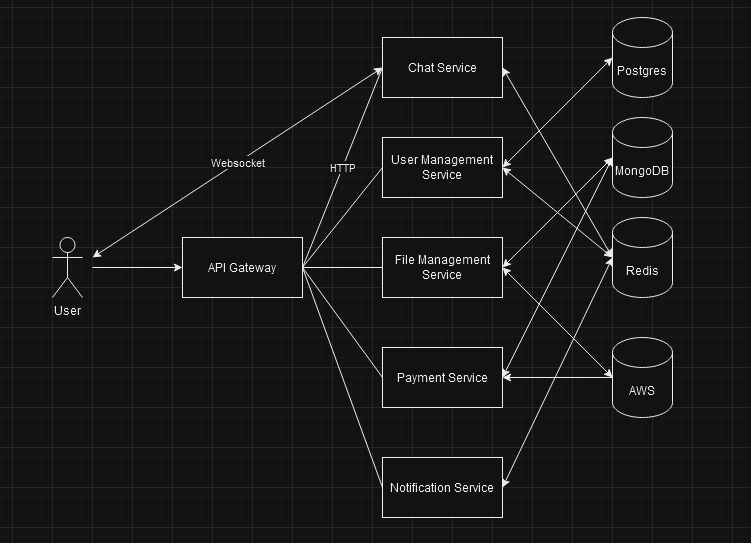 Chat Service
Postgres
Websocket
HTTP
User Management
Service
MongoDB
User
API Gateway
File Management
Service
Redis
Payment Service
AWS
Notification Service